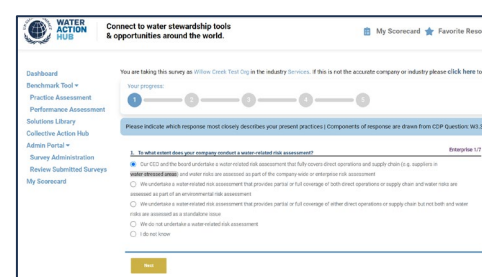 WATER
ACTION
HUB
Connect to water stewardship tools
& opportunities around the world.
My Scorecard
Favorite Reso
Dashboard
Benchmark Tool
Practice Assessment
Performance Assessment
Solutions Library
Collective Action Hub
Admin Portal
Survey Administration
Review Submitted Surveys
My Scorecard
You are taking this survey as Willow Creek Test Org in the industry Services. If this is not the accurate company or industry please click here to
Your progress:
1 2 3 4 5
Please indicate which response most closely describes your present practices | Components of response are drawn from CDP Question: W3.3
Enterprise 1/7
1. To what extent does your company conduct a water-related risk assessment?
Our CEO and the board undertake a water-related risk assessment that fully covers direct operations and supply chain (e.g. suppliers in
water stressed areas) and water risks are assessed as part of the company wide or enterprise risk assessment
We undertake a water-related risk assessment that provides partial or full coverage of both direct operations or supply chain and water risks are
assessed as part of an environmental risk assessment
We undertake a water-related risk assessment that provides partial or full coverage of either direct operations or supply chain but not both and water
risks are assessed as a standalone issue
We do not undertake a water-related risk assessment
I do not know
Next